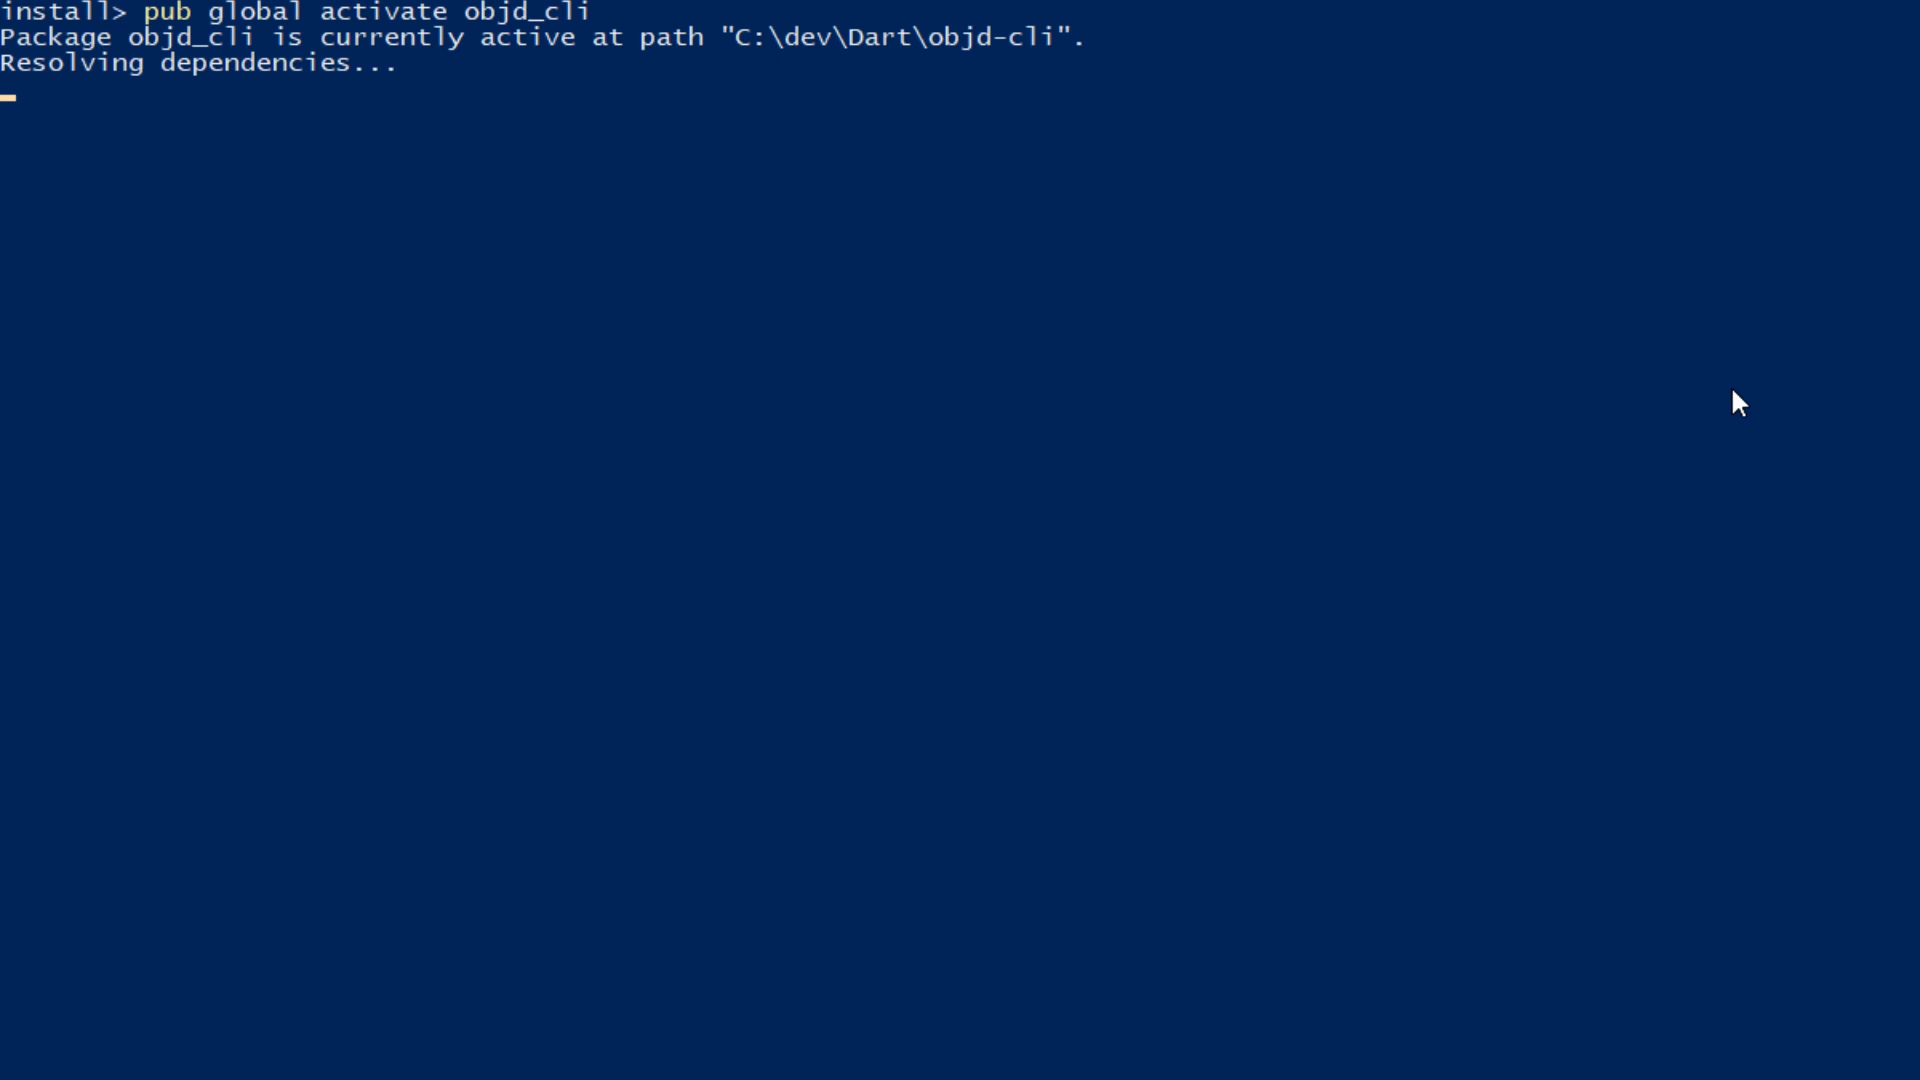 install> pub global activate objd_cli
Package objd_cli is currently active at path "C:\dev\Dart\objd-cli".
Resolving dependencies...